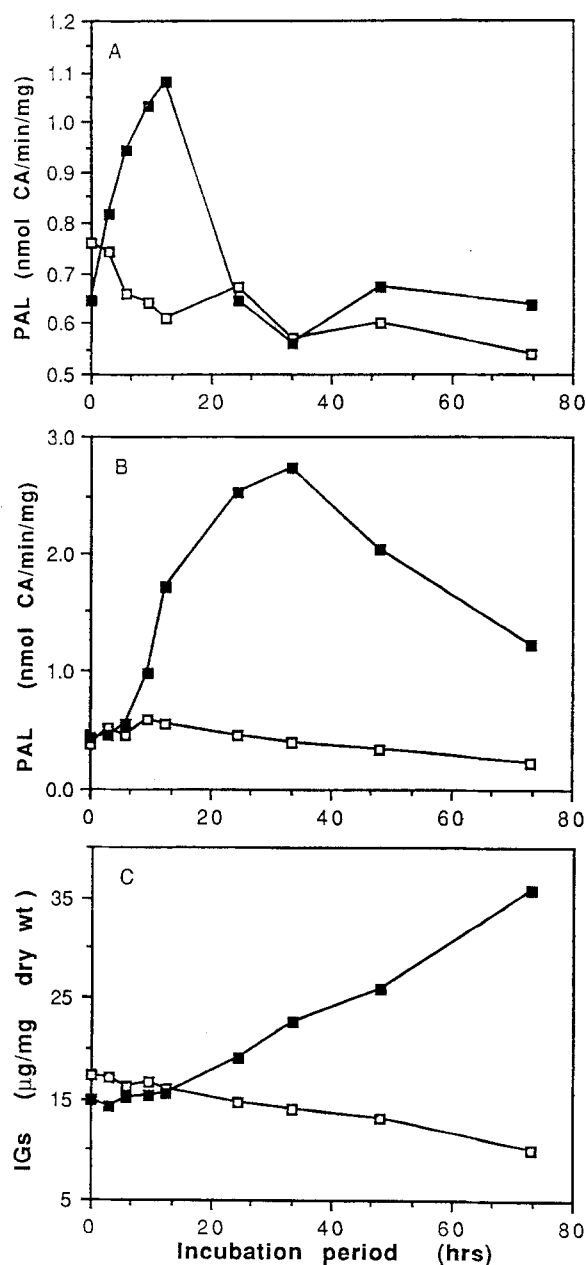 A
PAL (nmol CA/min/mg)
1.2
1.1
1.0
0.9
0.8
0.7
0.6
0.5
0 20 40 60 80
B
PAL (nmol CA/min/mg)
3.0
2.0
1.0
0.0
0 20 40 60 80
C
IGs (µg/mg dry wt)
35
25
15
5
0 20 40 60 80
Incubation period (hrs)